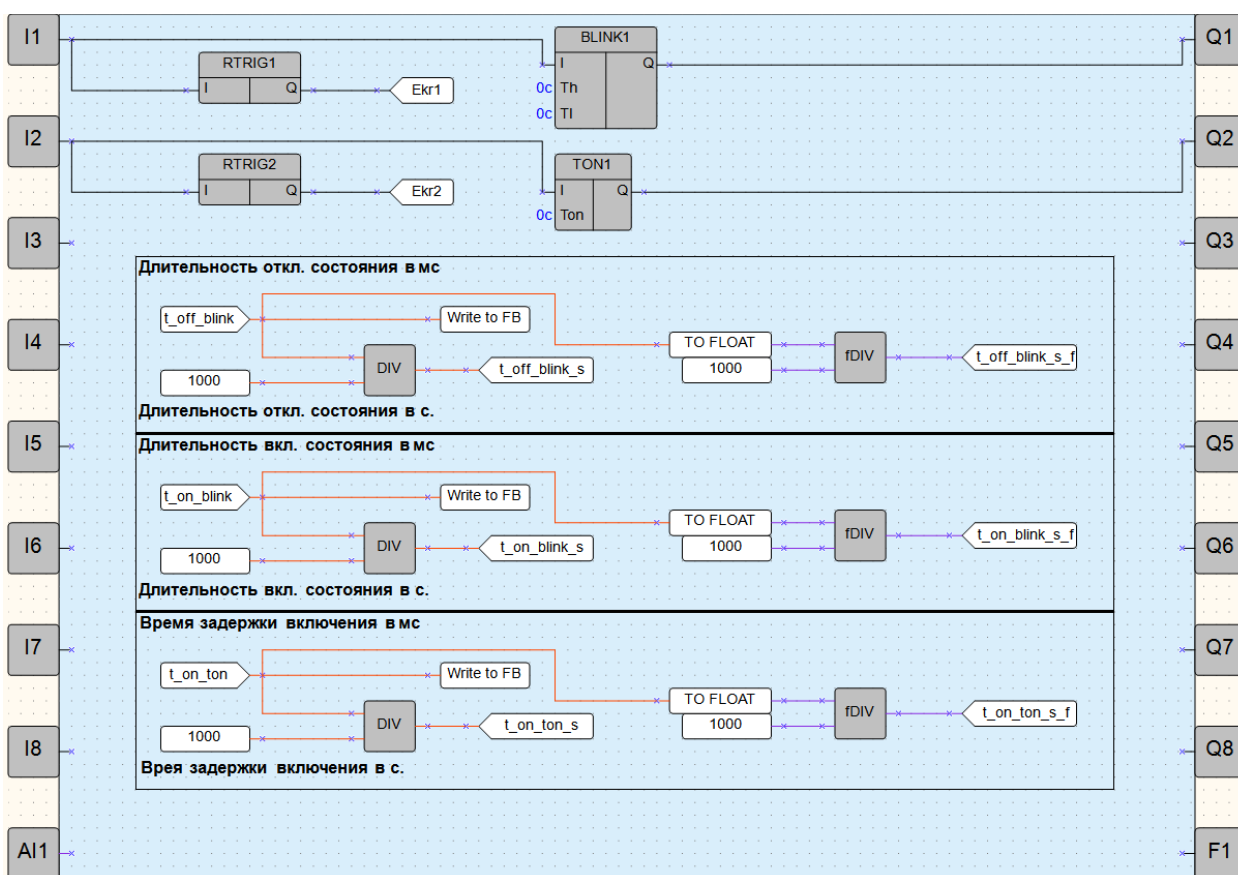 I1
BLINK1
Q1
RTRIG1
I
Q
I
Q
Ekr1
0c
Th
0c
Tl
I2
Q2
RTRIG2
TON1
I
Q
Ekr2
I
Q
0c
Ton
I3
Q3
Длительность откл. состояния в мс
t_off_blink
Write to FB
I4
TO FLOAT
fDIV
Q4
DIV
t_off_blink_s
1000
t_off_blink_s_f
1000
Длительность откл. состояния в с.
I5
Длительность вкл. состояния в мс
Q5
t_on_blink
Write to FB
TO FLOAT
fDIV
I6
DIV
t_on_blink_s
1000
t_on_blink_s_f
Q6
1000
Длительность вкл. состояния в с.
Время задержки включения в мс
I7
Q7
t_on_ton
Write to FB
TO FLOAT
fDIV
DIV
t_on_ton_s
1000
t_on_ton_s_f
1000
I8
Q8
Врея задержки включения в с.
AI1
F1